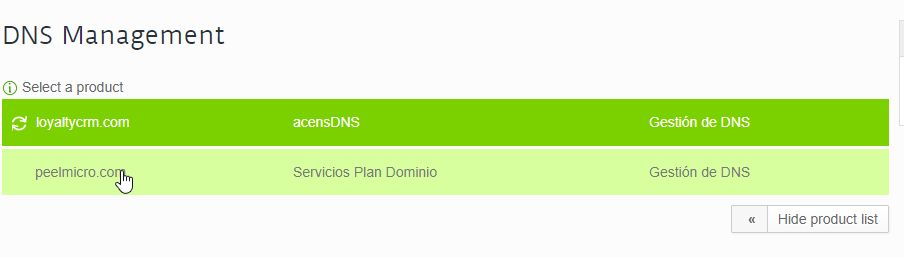 DNS Management
Select a product
loyaltycrm.com acensDNS Gestión de DNS
peelmicro.com Servicios Plan Dominio Gestión de DNS
« Hide product list